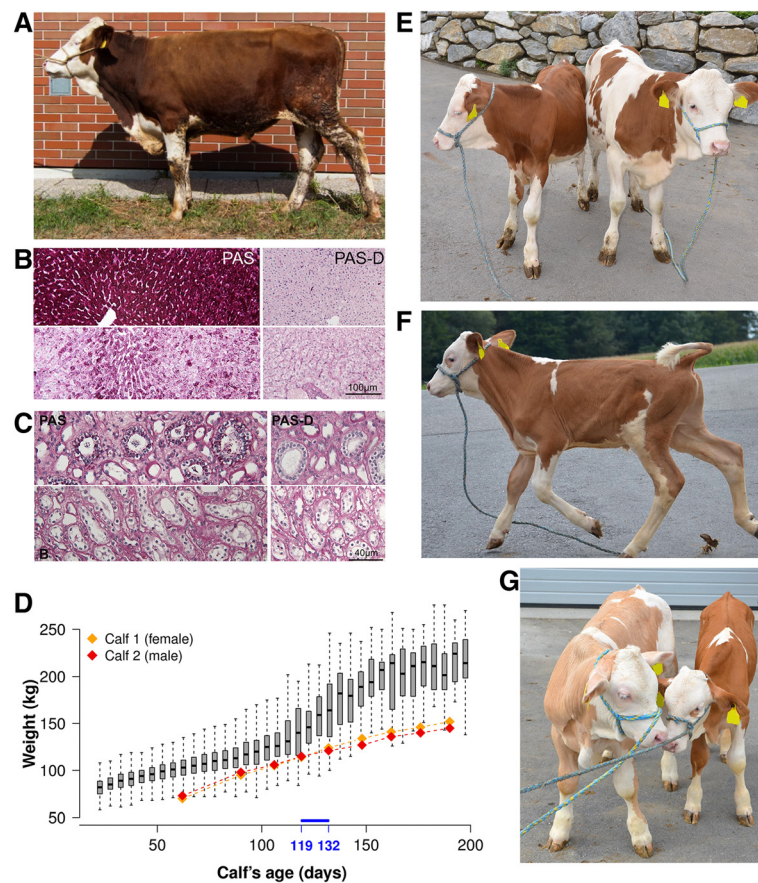 A
E
B
PAS
PAS-D
100μm
F
C
PAS
PAS-D
B
40μm
G
D
Calf 1 (female)
Calf 2 (male)
Weight (kg)
250
200
150
100
50
50
100
119
132
150
200
Calf's age (days)